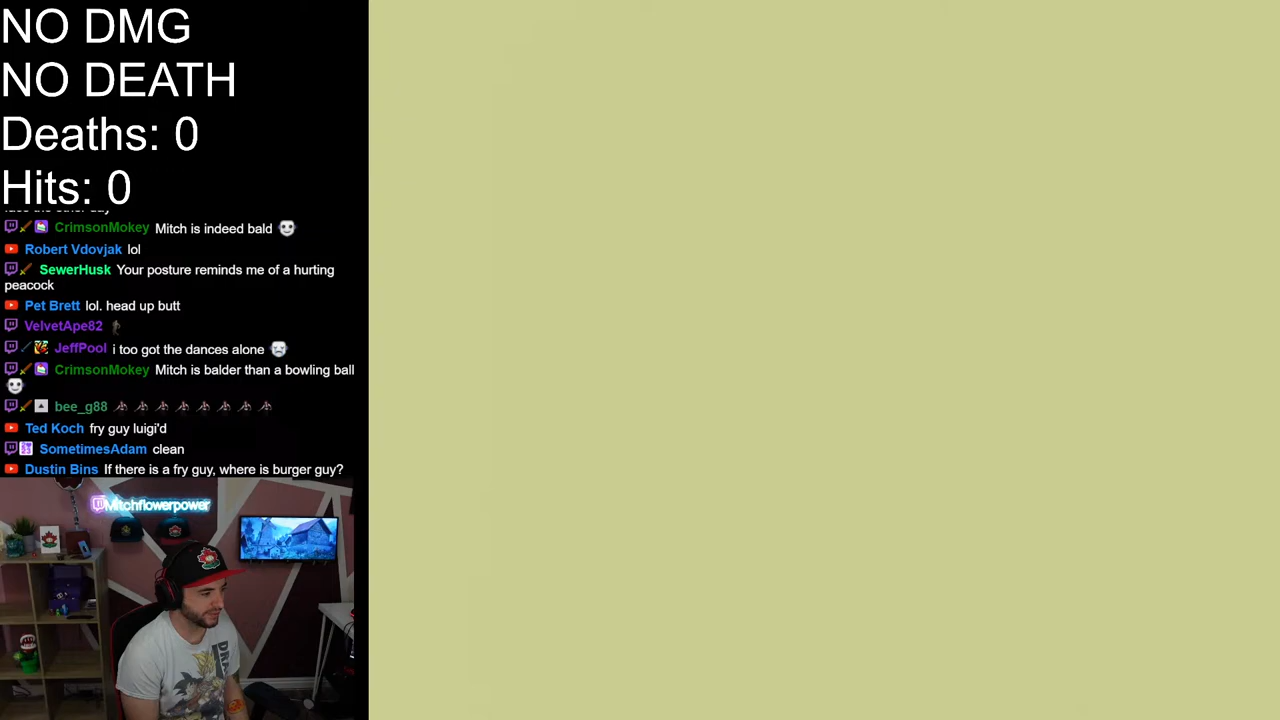 NO DMG
NO DEATH
Deaths: 0
Hits: 0
CrimsonMokey Mitch is indeed bald
Robert Vdovjak lol
SewerHusk Your posture reminds me of a hurting
peacock
Pet Brett lol. head up butt
VelvetApe82
JeffPool i too got the dances alone
CrimsonMokey Mitch is balder than a bowling ball
bee_g88
Ted Koch fry guy luigi'd
SometimesAdam clean
Dustin Bins If there is a fry guy, where is burger guy?
Mitchflowerpower